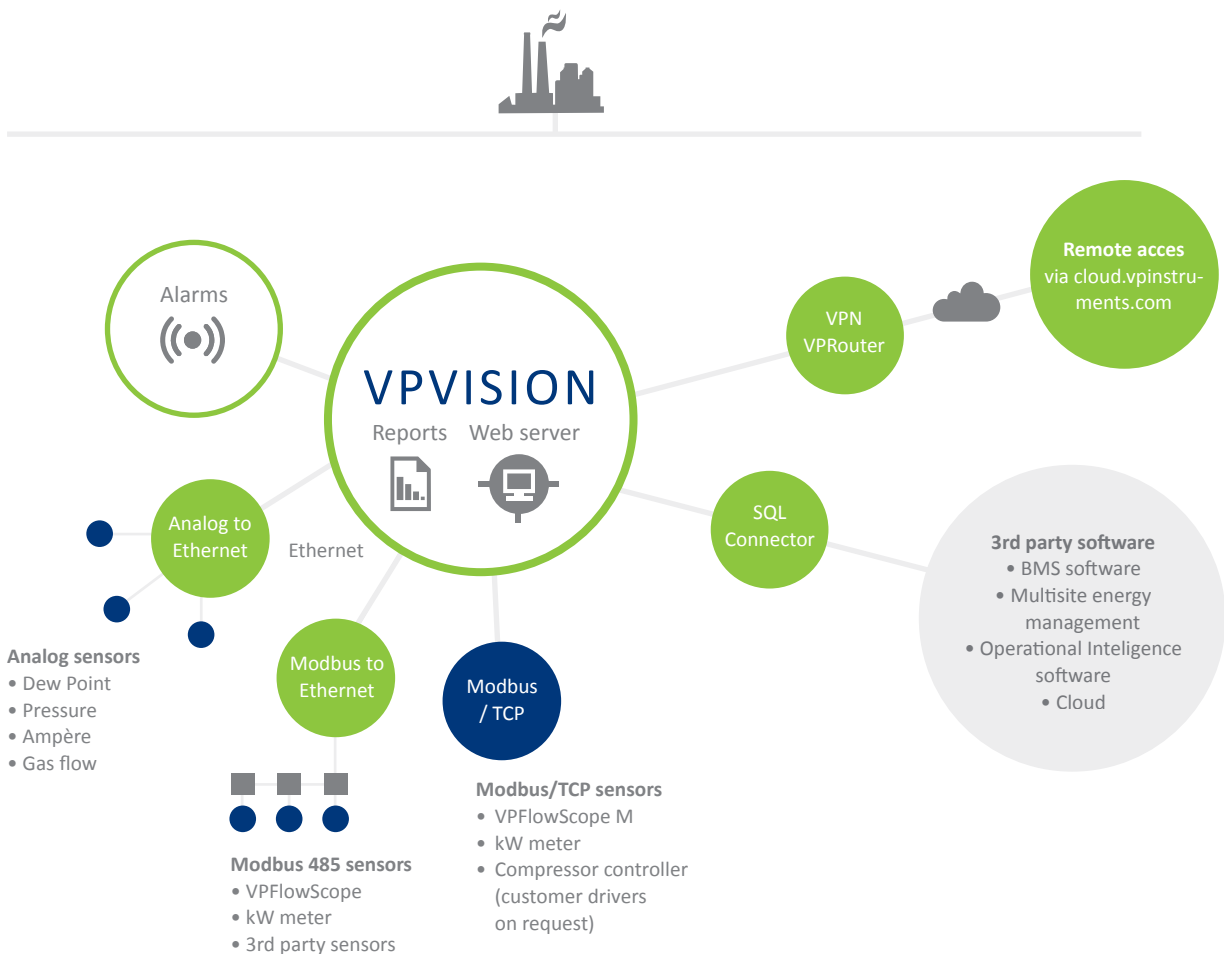 Alarms
VPVISION
Reports Web server
VPN
VPRouter
Remote acces
via cloud.vpinstru-
ments.com
Analog to
Ethernet
Ethernet
SQL
Connector
3rd party software
• BMS software
• Multisite energy
management
• Operational Inteligence
software
• Cloud
Analog sensors
• Dew Point
• Pressure
• Ampère
• Gas flow
Modbus to
Ethernet
Modbus
/ TCP
Modbus 485 sensors
• VPFlowScope
• kW meter
• 3rd party sensors
Modbus/TCP sensors
• VPFlowScope M
• kW meter
• Compressor controller
(customer drivers
on request)